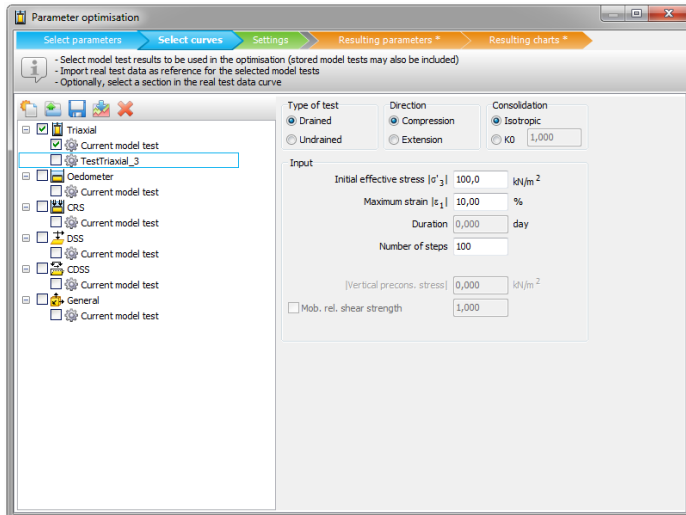 Parameter optimisation
Select parameters Select curves Settings Resulting parameters * Resulting charts *
- Select model test results to be used in the optimisation (stored model tests may also be included)
- Import real test data as reference for the selected model tests
- Optionally, select a section in the real test data curve
Triaxial
Current model test
TestTriaxial_3
Oedometer
Current model test
CRS
Current model test
DSS
Current model test
CDSS
Current model test
General
Current model test
Type of test Direction Consolidation
Drained Compression Isotropic
Undrained Extension K0 1,000
Input
Initial effective stress |σ'₃| 100,0 kN/m ²
Maximum strain |ε₁| 10,00 %
Duration 0,000 day
Number of steps 100
|Vertical precons. stress| 0,000 kN/m ²
Mob. rel. shear strength 1,000